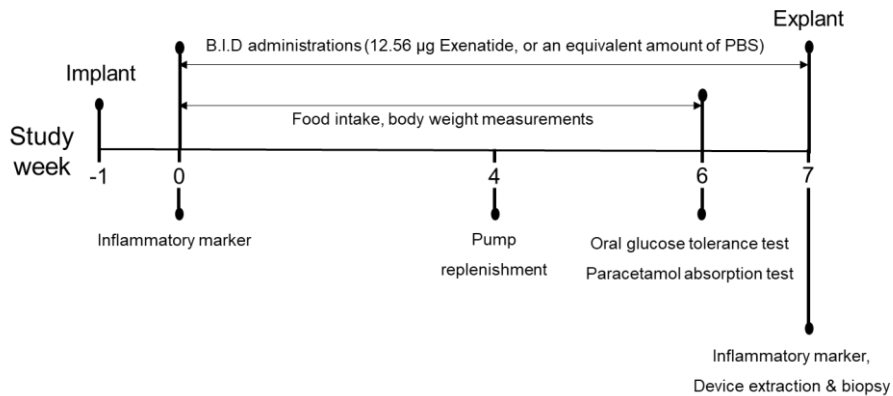 Explant
B.I.D administrations (12.56 µg Exenatide, or an equivalent amount of PBS)
Implant
Food intake, body weight measurements
Study
week
-1 0 4 6 7
Inflammatory marker
Pump
replenishment
Oral glucose tolerance test
Paracetamol absorption test
Inflammatory marker,
Device extraction & biopsy